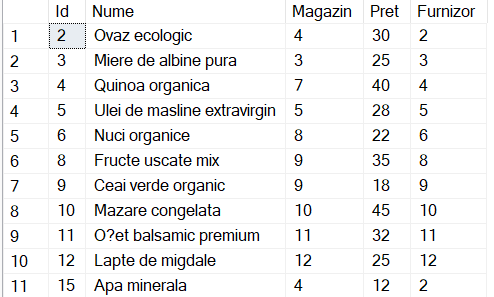 Id Nume Magazin Pret Furnizor
1 2 Ovaz ecologic 4 30 2
2 3 Miere de albine pura 3 25 3
3 4 Quinoa organica 7 40 4
4 5 Ulei de masline extravirgin 5 28 5
5 6 Nuci organice 8 22 6
6 8 Fructe uscate mix 9 35 8
7 9 Ceai verde organic 9 18 9
8 10 Mazare congelata 10 45 10
9 11 O?et balsamic premium 11 32 11
10 12 Lapte de migdale 12 25 12
11 15 Apa minerala 4 12 2